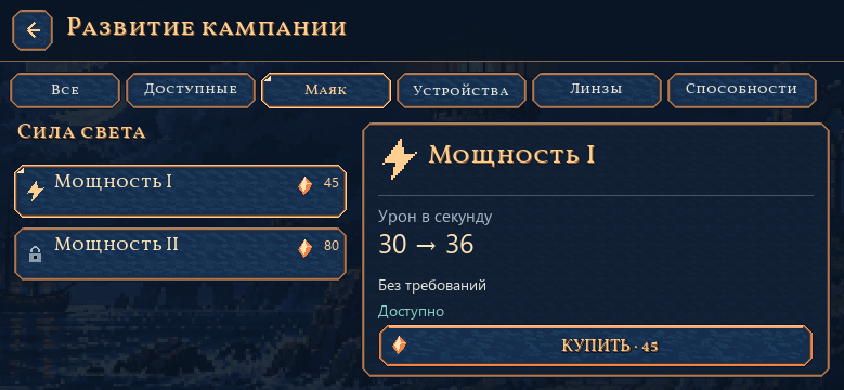 Развитие кампании
Все
Доступные
Маяк
Устройства
Линзы
Способности
Сила света
Мощность I
45
Мощность II
80
Мощность I
Урон в секунду
30 → 36
Без требований
Доступно
КУПИТЬ · 45